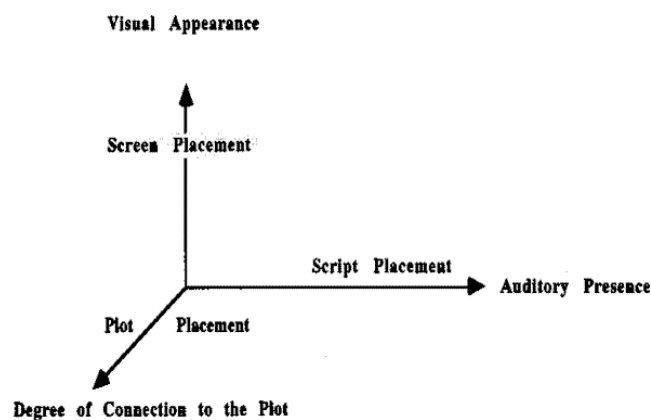 Visual Appearance
Screen Placement
Script Placement
Auditory Presence
Plot Placement
Degree of Connection to the Plot